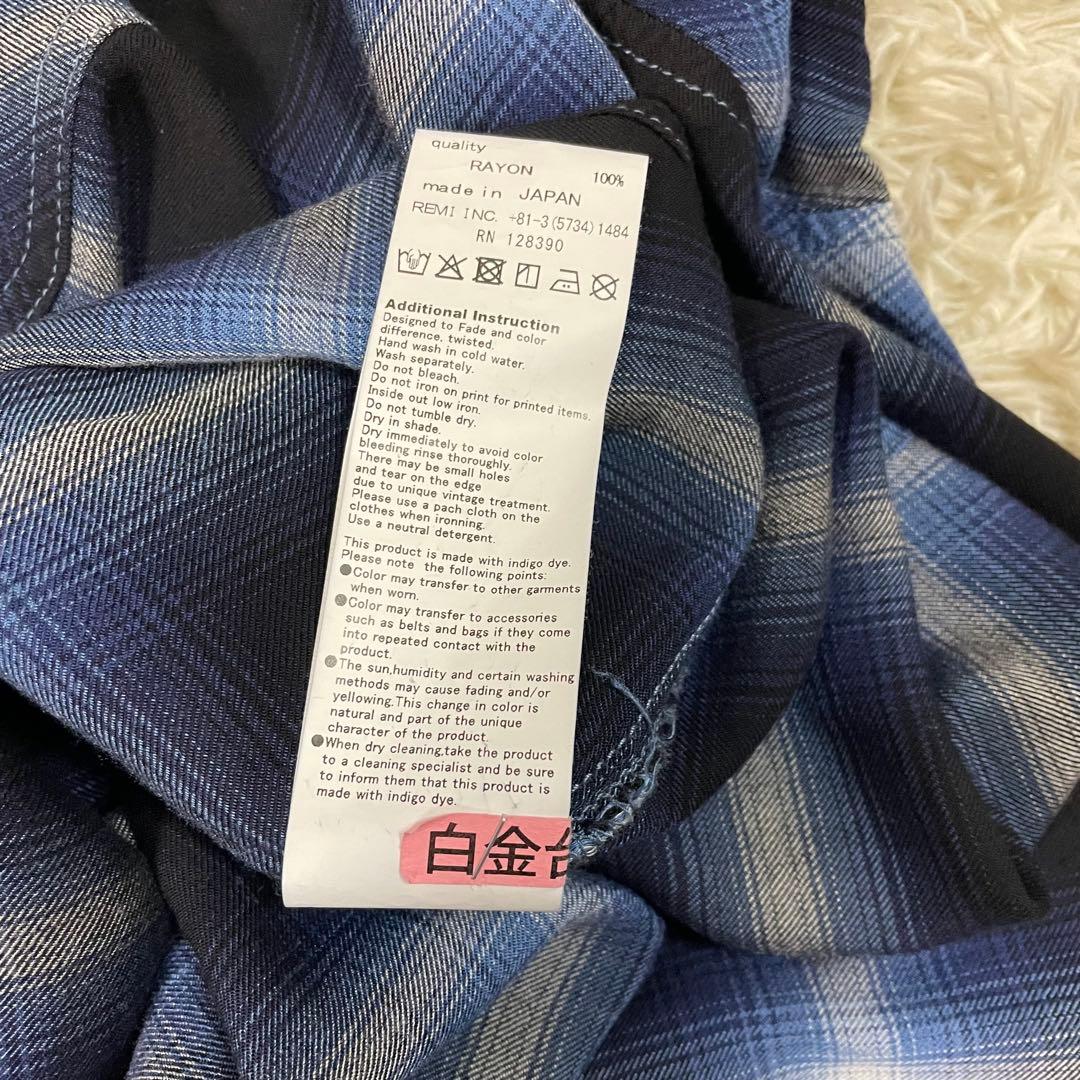 quality
RAYON 100%
made in JAPAN
REMI INC. +81-3(5734)1484
RN 128390
Additional Instruction
Designed to Fade and color
difference, twisted.
Hand wash in cold water.
Wash separately.
Do not bleach.
Do not iron on print for printed items.
Inside out low iron.
Do not tumble dry.
Dry in shade.
Dry immediately to avoid color
bleeding rinse thoroughly.
There may be small holes
and tear on the edge
due to unique vintage treatment.
Please use a pach cloth on the
clothes when ironning.
Use a neutral detergent.
This product is made with indigo dye.
Please note the following points:
●Color may transfer to other garments
when worn.
●Color may transfer to accessories
such as belts and bags if they come
into repeated contact with the
product.
●The sun,humidity and certain washing
methods may cause fading and/or
yellowing.This change in color is
natural and part of the unique
character of the product.
●When dry cleaning,take the product
to a cleaning specialist and be sure
to inform them that this product is
made with indigo dye.
白金台